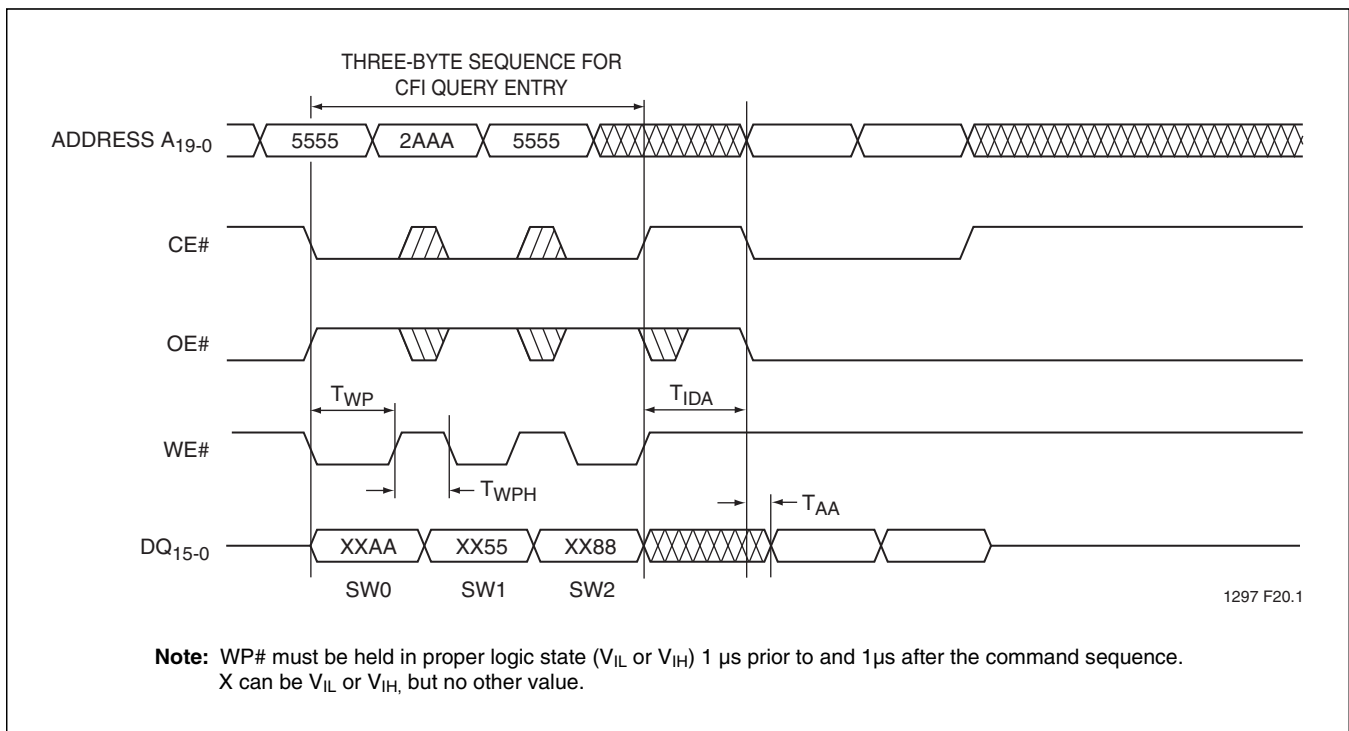 THREE-BYTE SEQUENCE FOR
CFI QUERY ENTRY
ADDRESS A19-0
5555 2AAA 5555
CE#
OE#
TWP TIDA
WE#
TWPH
TAA
DQ15-0
XXAA XX55 XX88
SW0 SW1 SW2
1297 F20.1
Note: WP# must be held in proper logic state (VIL or VIH) 1 µs prior to and 1µs after the command sequence.
X can be VIL or VIH, but no other value.